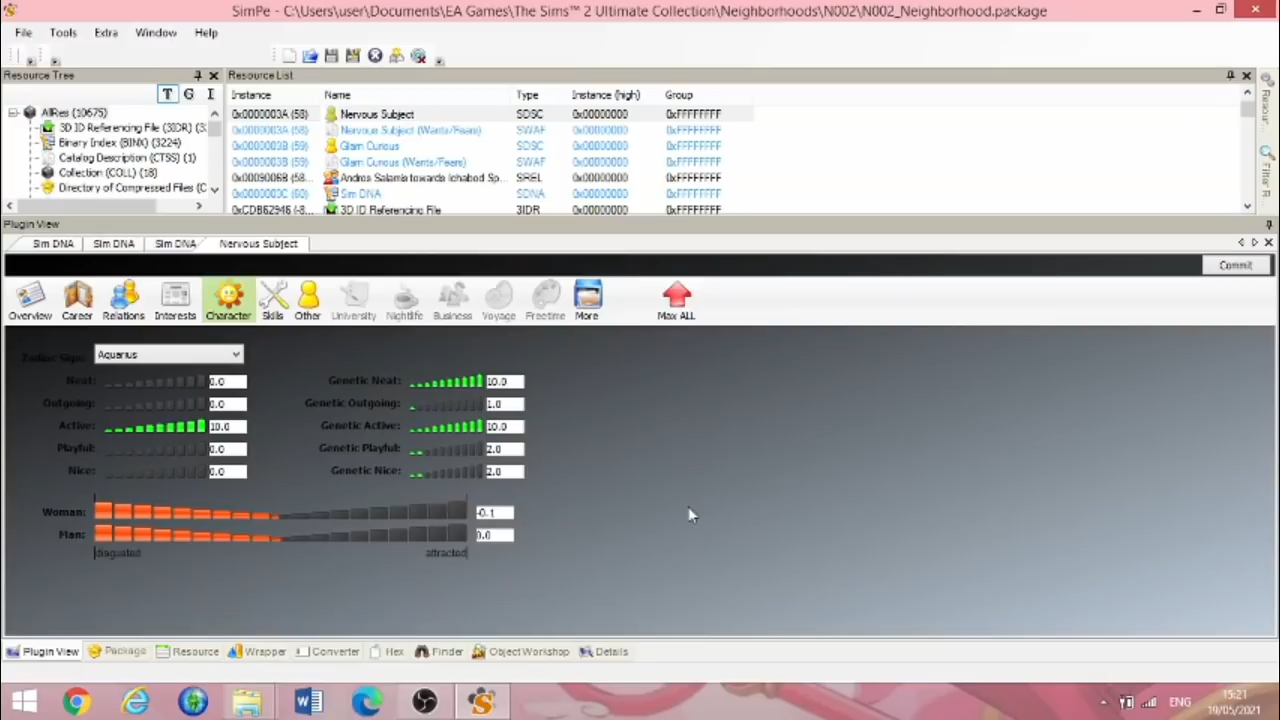 SimPe - C:\Users\user\Documents\EA Games\The Sims™ 2 Ultimate Collection\Neighborhoods\N002\N002_Neighborhood.package
File Tools Extra Window Help
Resource Tree
T G I
AllRes (10675)
3D ID Referencing File (3IDR) (3:
Binary Index (BINX) (3224)
Catalog Description (CTSS) (1)
Collection (COLL) (18)
Directory of Compressed Files (C
Resource List
Instance Name Type Instance (high) Group
0x0000003A (58) Nervous Subject SDSC 0x00000000 0xFFFFFFFF
0x0000003A (58) Nervous Subject (Wants/Fears) SWAF 0x00000000 0xFFFFFFFF
0x0000003B (59) Glam Curious SDSC 0x00000000 0xFFFFFFFF
0x0000003B (59) Glam Curious (Wants/Fears) SWAF 0x00000000 0xFFFFFFFF
0x0009006B (58... Andros Salamis towards Ichabod Sp... SREL 0x00000000 0xFFFFFFFF
0x0000003C (60) Sim DNA SDNA 0x00000000 0xFFFFFFFF
0xCDB62946 (-8... 3D ID Referencing File 3IDR 0x00000000 0xFFFFFFFF
Resour...
Filter R...
Plugin View
Sim DNA Sim DNA Sim DNA Nervous Subject
Commit
Overview Career Relations Interests Character Skills Other University Nightlife Business Voyage Freetime More Max ALL
Zodiac Sign: Aquarius
Neat: 0.0 Genetic Neat: 10.0
Outgoing: 0.0 Genetic Outgoing: 1.0
Active: 10.0 Genetic Active: 10.0
Playful: 0.0 Genetic Playful: 2.0
Nice: 0.0 Genetic Nice: 2.0
Woman: -0.1
Man: 0.0
disgusted attracted
Plugin View Package Resource Wrapper Converter Hex Finder Object Workshop Details
ENG
15:21
19/05/2021